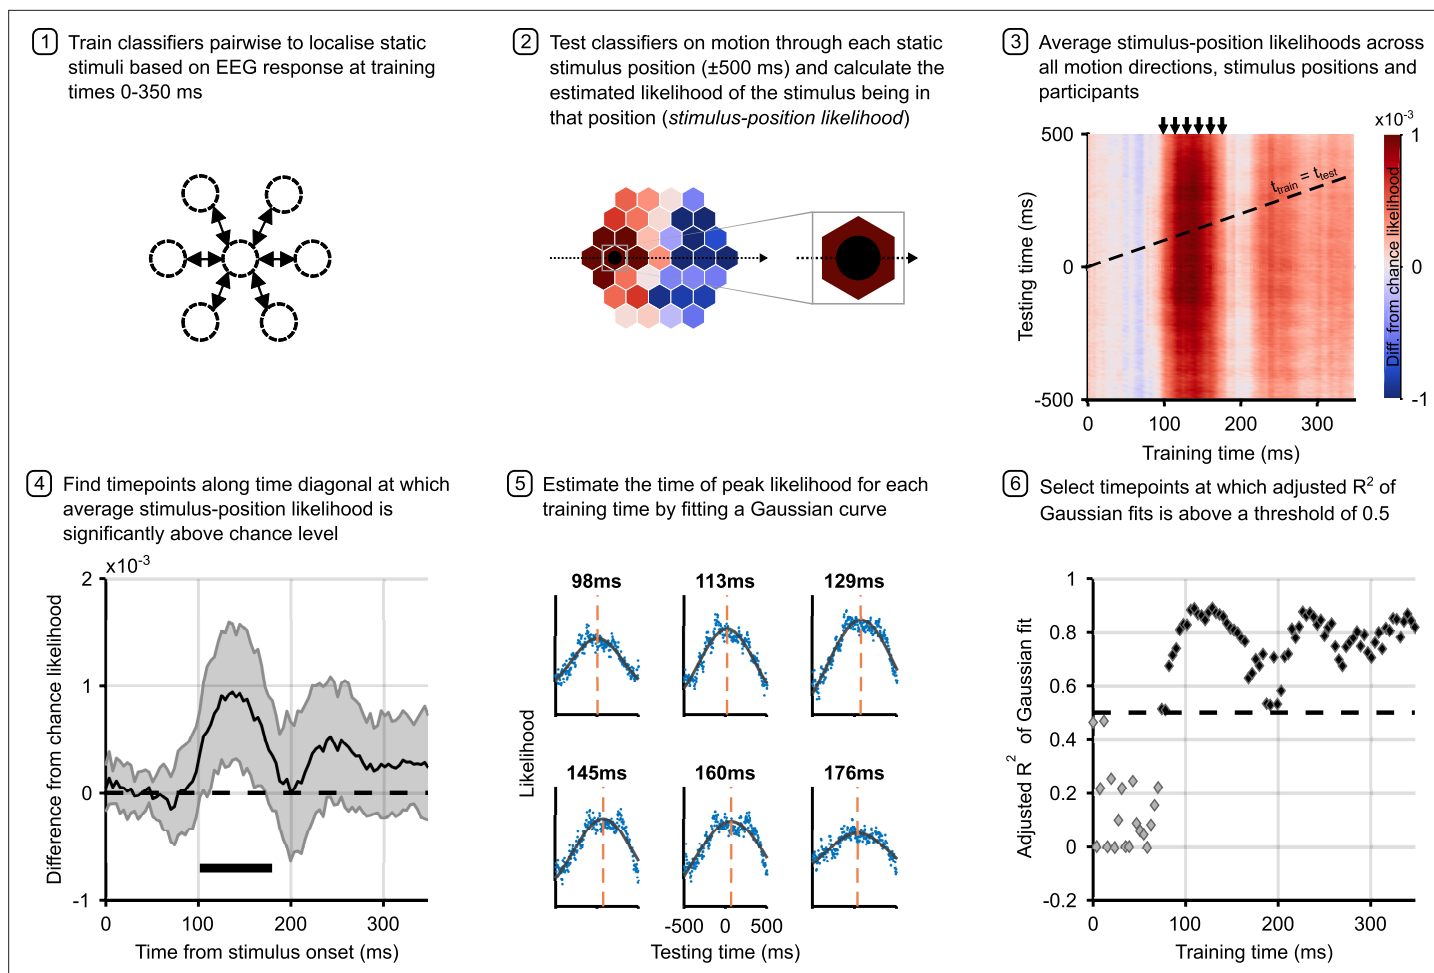 1 Train classifiers pairwise to localise static
stimuli based on EEG response at training
times 0-350 ms
2 Test classifiers on motion through each static
stimulus position (±500 ms) and calculate the
estimated likelihood of the stimulus being in
that position (stimulus-position likelihood)
3 Average stimulus-position likelihoods across
all motion directions, stimulus positions and
participants
x10-3
500
0
-500
Testing time (ms)
t train = t test
0 100 200 300
Training time (ms)
1
0
-1
Diff. from chance likelihood
4 Find timepoints along time diagonal at which
average stimulus-position likelihood is
significantly above chance level
x10-3
2
1
0
-1
Difference from chance likelihood
0 100 200 300
Time from stimulus onset (ms)
5 Estimate the time of peak likelihood for each
training time by fitting a Gaussian curve
98ms 113ms 129ms
145ms 160ms 176ms
Likelihood
-500 0 500
Testing time (ms)
6 Select timepoints at which adjusted R2 of
Gaussian fits is above a threshold of 0.5
1
0.8
0.6
0.4
0.2
0
-0.2
Adjusted R2 of Gaussian fit
0 100 200 300
Training time (ms)